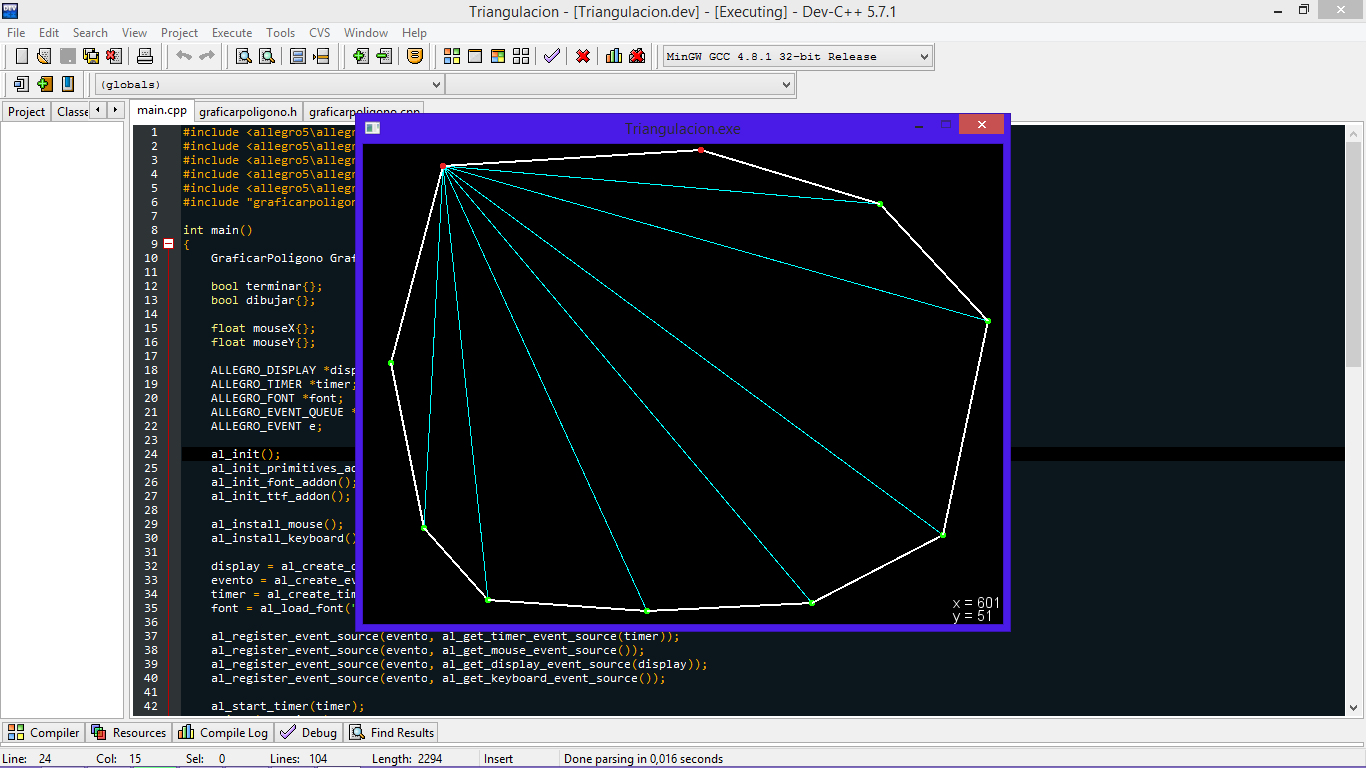 Triangulacion - [Triangulacion.dev] - [Executing] - Dev-C++ 5.7.1
File Edit Search View Project Execute Tools CVS Window Help
MinGW GCC 4.8.1 32-bit Release
(globals)
Project Classe main.cpp graficarpoligono.h graficarpoligono.cpp
Triangulacion.exe
1 #include <allegro5\allegr
2 #include <allegro5\allegr
3 #include <allegro5\allegr
4 #include <allegro5\allegr
5 #include <allegro5\allegr
6 #include "graficarpoligon
7
8 int main()
9 {
10 GraficarPoligono Graf
11
12 bool terminar{};
13 bool dibujar{};
14
15 float mouseX{};
16 float mouseY{};
17
18 ALLEGRO_DISPLAY *disp
19 ALLEGRO_TIMER *timer;
20 ALLEGRO_FONT *font;
21 ALLEGRO_EVENT_QUEUE *
22 ALLEGRO_EVENT e;
23
24 al_init();
25 al_init_primitives_ad
26 al_init_font_addon();
27 al_init_ttf_addon();
28
29 al_install_mouse();
30 al_install_keyboard()
31
32 display = al_create_d
33 evento = al_create_ev
34 timer = al_create_tim
35 font = al_load_font("
36
37 al_register_event_source(evento, al_get_timer_event_source(timer));
38 al_register_event_source(evento, al_get_mouse_event_source());
39 al_register_event_source(evento, al_get_display_event_source(display));
40 al_register_event_source(evento, al_get_keyboard_event_source());
41
42 al_start_timer(timer);
x = 601
y = 51
Compiler Resources Compile Log Debug Find Results
Line: 24 Col: 15 Sel: 0 Lines: 104 Length: 2294 Insert Done parsing in 0,016 seconds